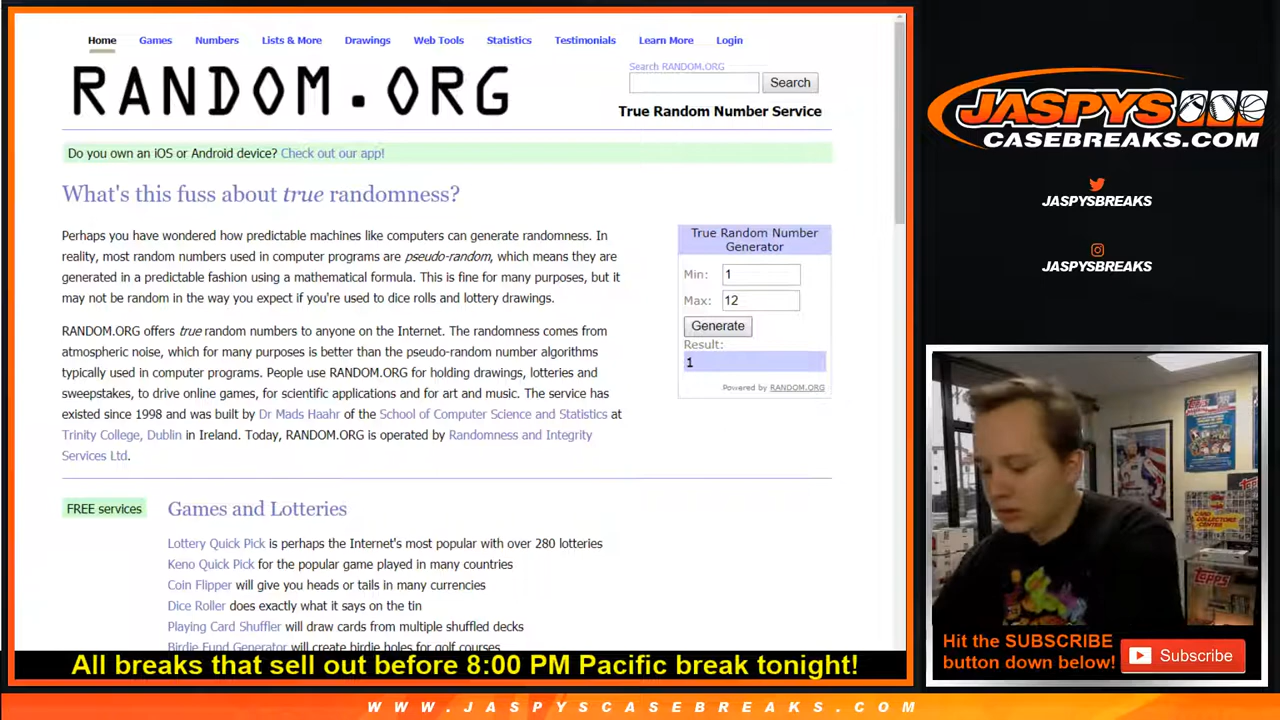 Home Games Numbers Lists & More Drawings Web Tools Statistics Testimonials Learn More Login
RANDOM.ORG
Search RANDOM.ORG
Search
True Random Number Service
Do you own an iOS or Android device? Check out our app!
What's this fuss about true randomness?
Perhaps you have wondered how predictable machines like computers can generate randomness. In
reality, most random numbers used in computer programs are pseudo-random, which means they are
generated in a predictable fashion using a mathematical formula. This is fine for many purposes, but it
may not be random in the way you expect if you're used to dice rolls and lottery drawings.
RANDOM.ORG offers true random numbers to anyone on the Internet. The randomness comes from
atmospheric noise, which for many purposes is better than the pseudo-random number algorithms
typically used in computer programs. People use RANDOM.ORG for holding drawings, lotteries and
sweepstakes, to drive online games, for scientific applications and for art and music. The service has
existed since 1998 and was built by Dr Mads Haahr of the School of Computer Science and Statistics at
Trinity College, Dublin in Ireland. Today, RANDOM.ORG is operated by Randomness and Integrity
Services Ltd.
True Random Number
Generator
Min: 1
Max: 12
Generate
Result:
1
Powered by RANDOM.ORG
FREE services
Games and Lotteries
Lottery Quick Pick is perhaps the Internet's most popular with over 280 lotteries
Keno Quick Pick for the popular game played in many countries
Coin Flipper will give you heads or tails in many currencies
Dice Roller does exactly what it says on the tin
Playing Card Shuffler will draw cards from multiple shuffled decks
Birdie Fund Generator will create birdie holes for golf courses
All breaks that sell out before 8:00 PM Pacific break tonight!
WWW.JASPYSCASEBREAKS.COM
JASPYS
CASEBREAKS.COM
JASPYSBREAKS
JASPYSBREAKS
topps
Hit the SUBSCRIBE
button down below!
Subscribe